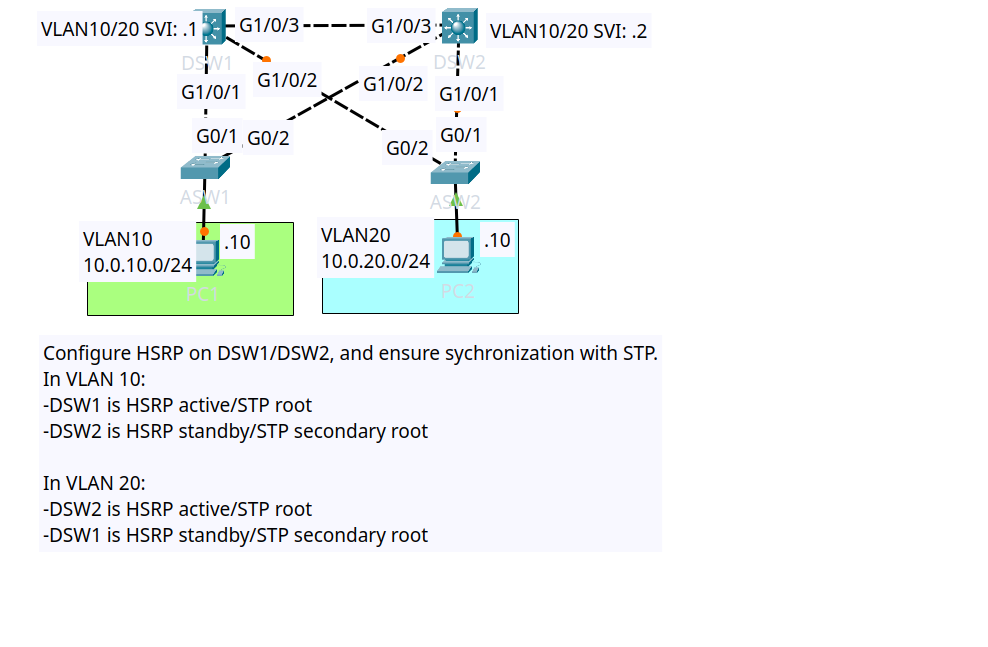 VLAN10/20 SVI: .1
DSW1
G1/0/3
G1/0/3
DSW2
VLAN10/20 SVI: .2
G1/0/1
G1/0/2
G1/0/2
G1/0/1
G0/1
G0/2
G0/2
G0/1
ASW1
ASW2
VLAN10
10.0.10.0/24
.10
PC1
VLAN20
10.0.20.0/24
.10
PC2
Configure HSRP on DSW1/DSW2, and ensure sychronization with STP.
In VLAN 10:
-DSW1 is HSRP active/STP root
-DSW2 is HSRP standby/STP secondary root
In VLAN 20:
-DSW2 is HSRP active/STP root
-DSW1 is HSRP standby/STP secondary root